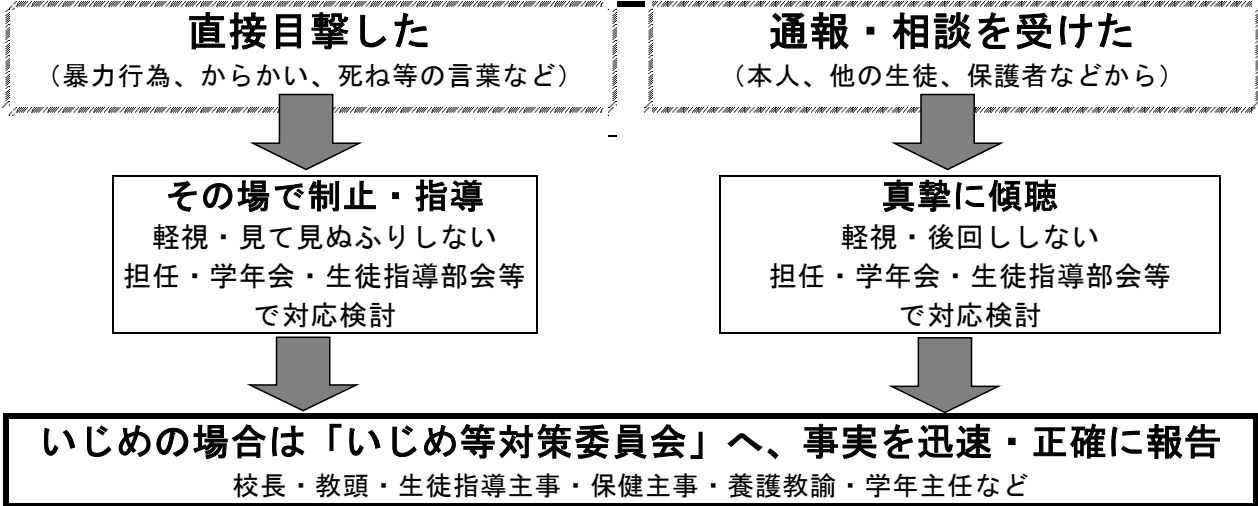 直接目撃した
（暴力行為、からかい、死ね等の言葉など）
通報・相談を受けた
（本人、他の生徒、保護者などから）
その場で制止・指導
軽視・見て見ぬふりしない
担任・学年会・生徒指導部会等
で対応検討
真摯に傾聴
軽視・後回ししない
担任・学年会・生徒指導部会等
で対応検討
いじめの場合は「いじめ等対策委員会」へ、事実を迅速・正確に報告
校長・教頭・生徒指導主事・保健主事・養護教諭・学年主任など